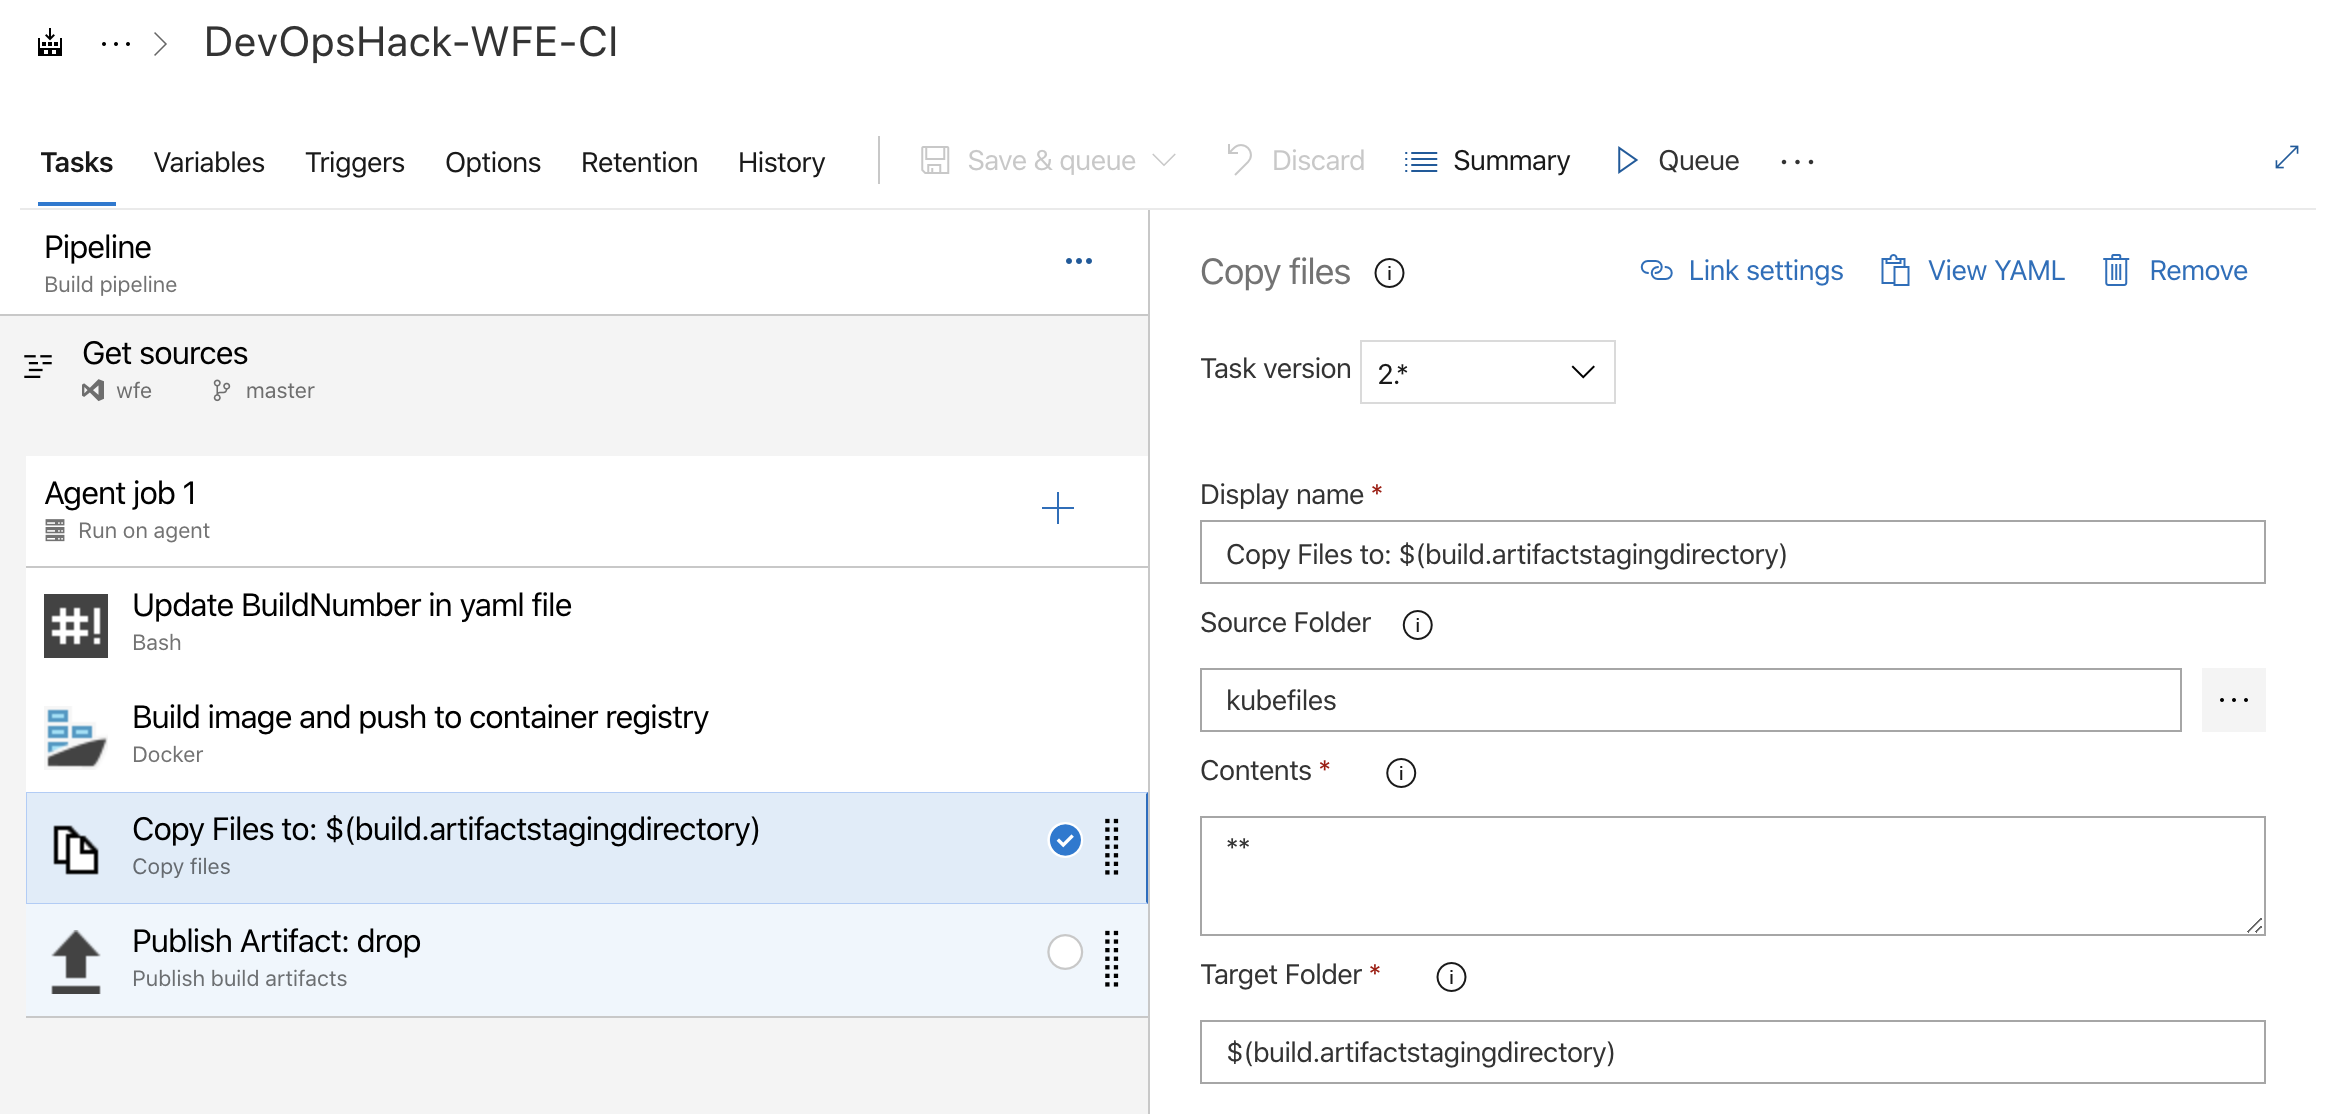 ... > DevOpsHack-WFE-CI
Tasks Variables Triggers Options Retention History Save & queue Discard Summary Queue ...
Pipeline
Build pipeline
Get sources
wfe master
Agent job 1
Run on agent
#! Update BuildNumber in yaml file
Bash
Build image and push to container registry
Docker
Copy Files to: $(build.artifactstagingdirectory)
Copy files
Publish Artifact: drop
Publish build artifacts
Copy files Link settings View YAML Remove
Task version 2.*
Display name *
Copy Files to: $(build.artifactstagingdirectory)
Source Folder
kubefiles ...
Contents *
**
Target Folder *
$(build.artifactstagingdirectory)